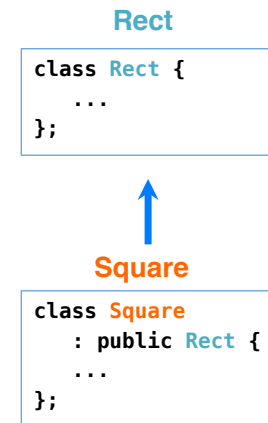 Rect
class Rect {
   ...
};
Square
class Square
   : public Rect {
   ...
};